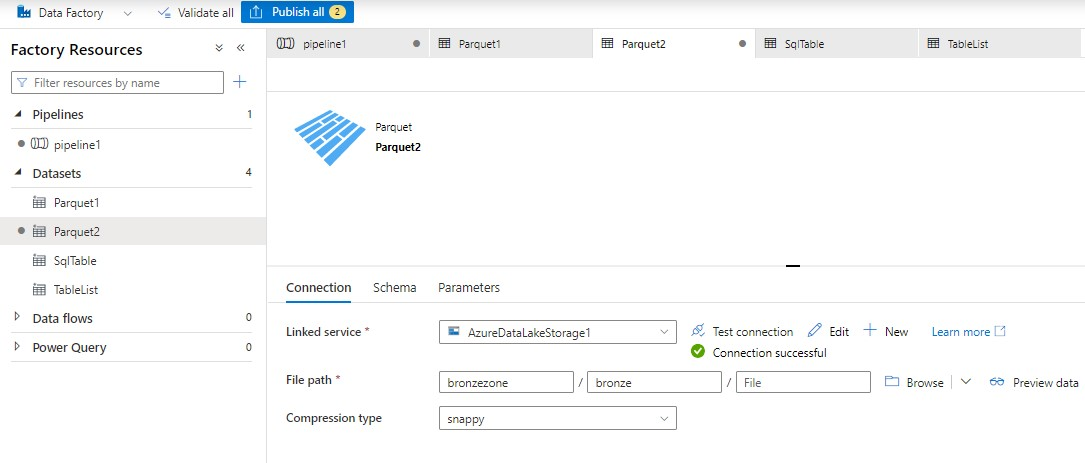 Data Factory
Validate all
Publish all 2
Factory Resources
Filter resources by name
Pipelines 1
pipeline1
Datasets 4
Parquet1
Parquet2
SqlTable
TableList
Data flows 0
Power Query 0
pipeline1
Parquet1
Parquet2
SqlTable
TableList
Parquet
Parquet2
Connection
Schema
Parameters
Linked service *
AzureDataLakeStorage1
Test connection
Edit
New
Learn more
Connection successful
File path *
bronzezone / bronze / File
Browse
Preview data
Compression type
snappy